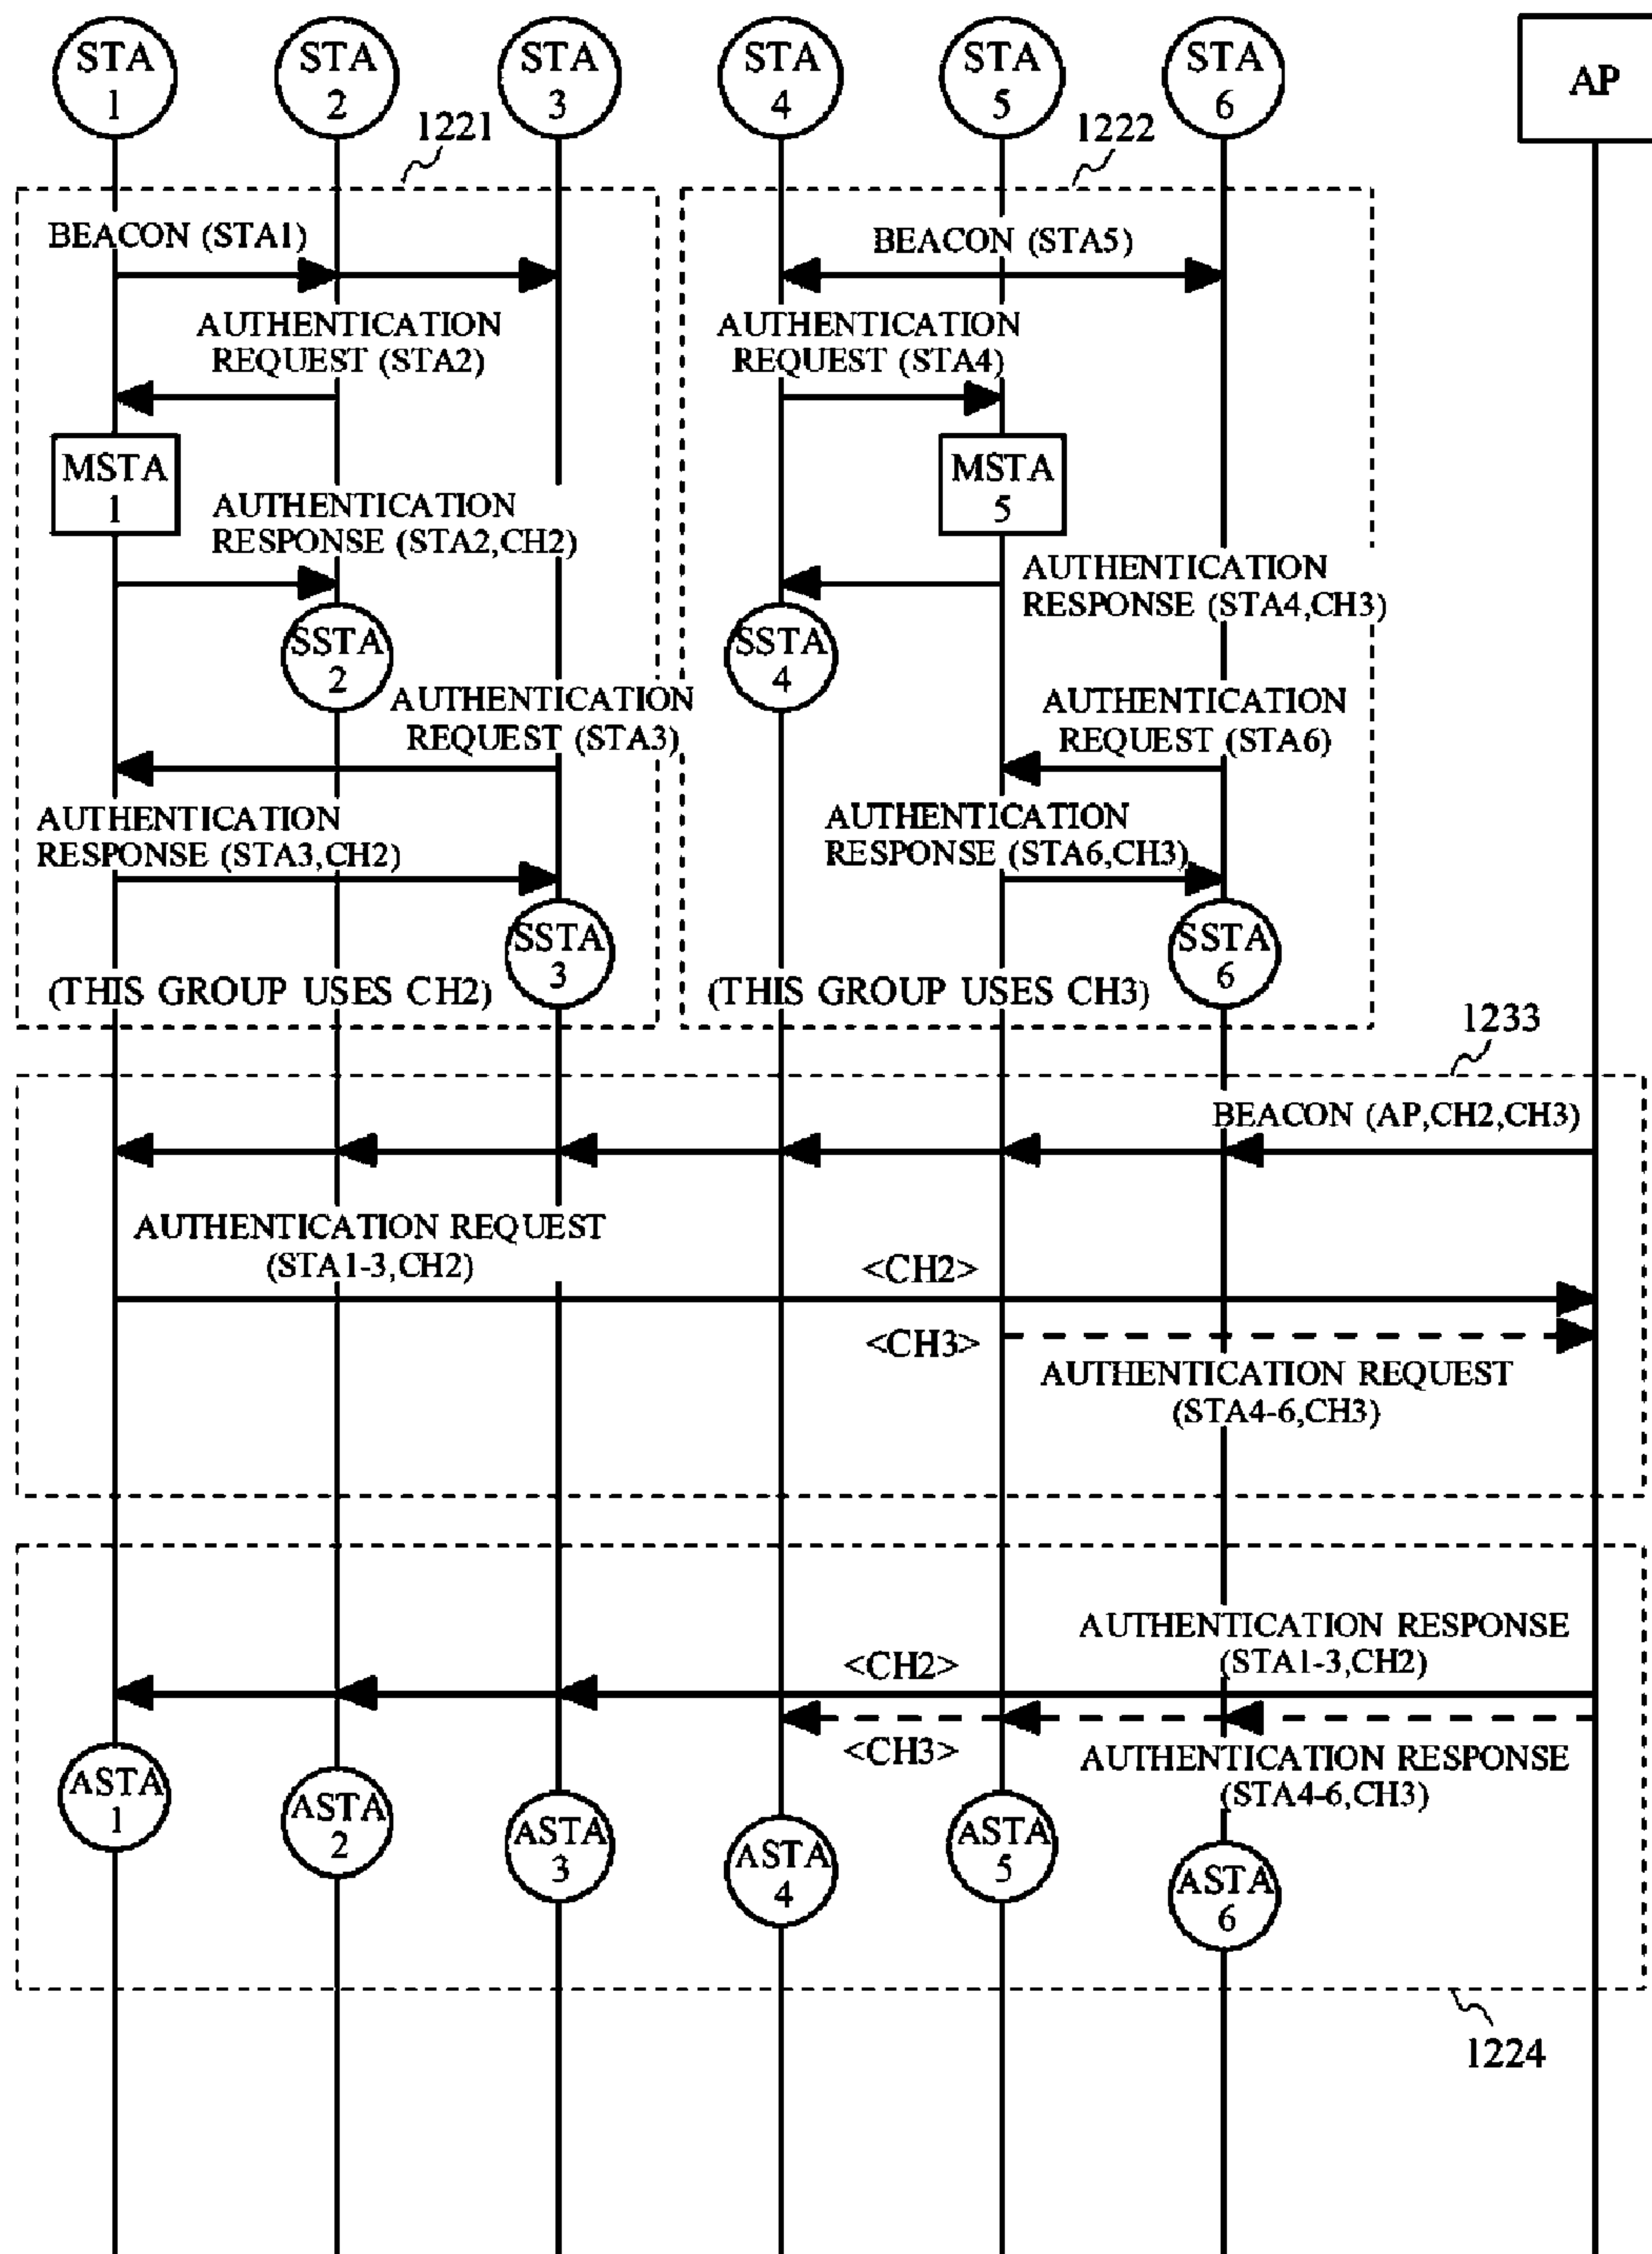 STA
1
STA
2
STA
3
STA
4
STA
5
STA
6
AP
1221
1222
BEACON (STA1)
BEACON (STA5)
AUTHENTICATION
REQUEST (STA2)
AUTHENTICATION
REQUEST (STA4)
MSTA
1
MSTA
5
AUTHENTICATION
RESPONSE (STA2,CH2)
AUTHENTICATION
RESPONSE (STA4,CH3)
SSTA
2
SSTA
4
AUTHENTICATION
REQUEST (STA3)
AUTHENTICATION
REQUEST (STA6)
AUTHENTICATION
RESPONSE (STA3,CH2)
AUTHENTICATION
RESPONSE (STA6,CH3)
SSTA
3
SSTA
6
(THIS GROUP USES CH2)
(THIS GROUP USES CH3)
1233
BEACON (AP,CH2,CH3)
AUTHENTICATION REQUEST
(STA1-3,CH2)
<CH2>
<CH3>
AUTHENTICATION REQUEST
(STA4-6,CH3)
AUTHENTICATION RESPONSE
(STA1-3,CH2)
<CH2>
<CH3>
AUTHENTICATION RESPONSE
(STA4-6,CH3)
ASTA
1
ASTA
2
ASTA
3
ASTA
4
ASTA
5
ASTA
6
1224